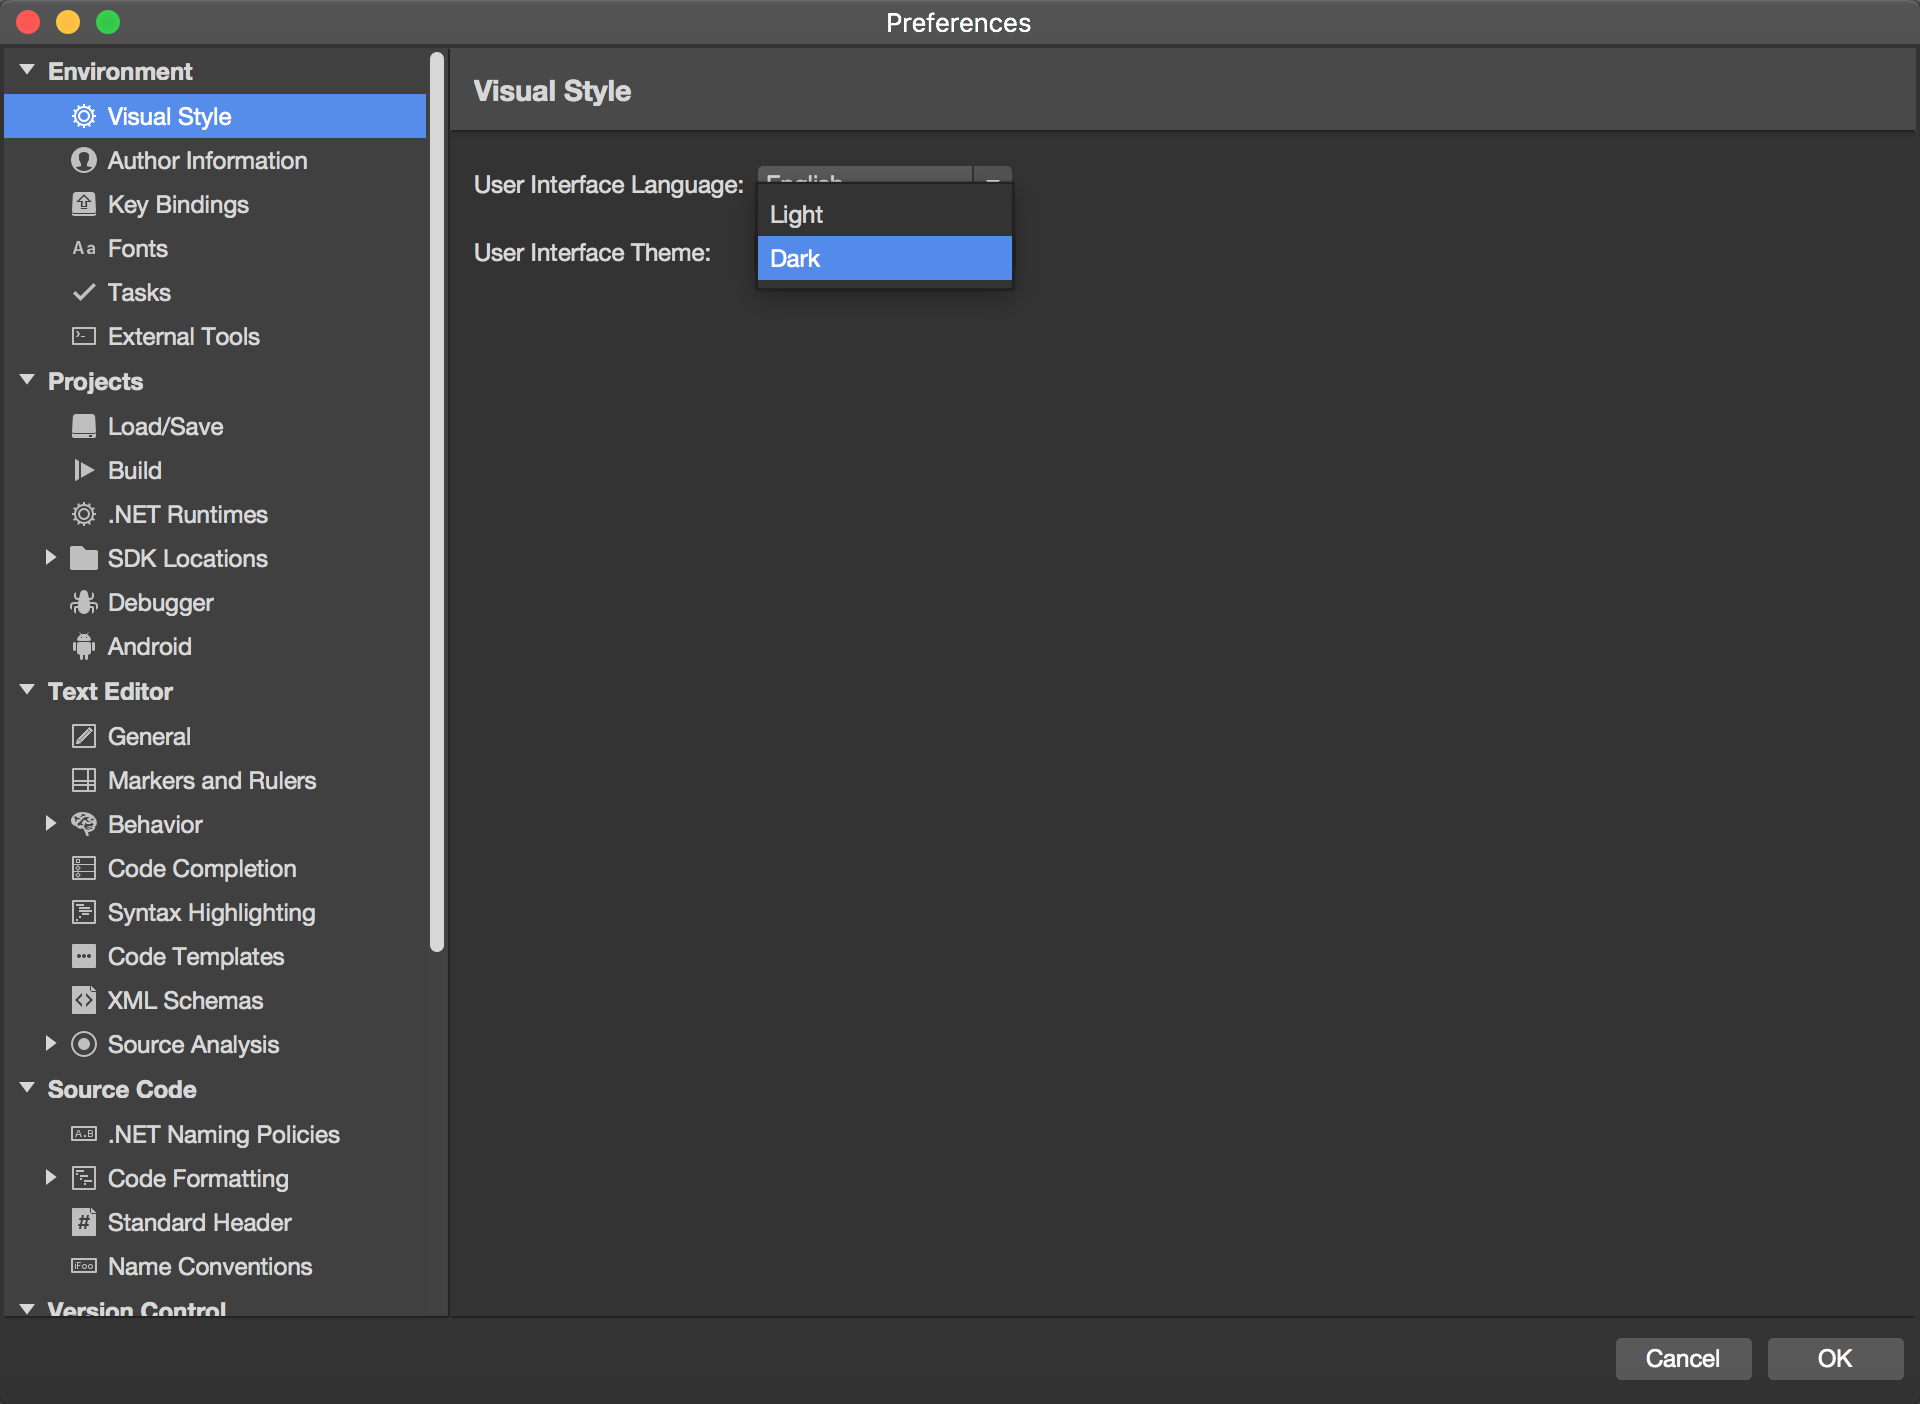 Preferences
Environment
Visual Style
Author Information
Key Bindings
Aa Fonts
Tasks
External Tools
Projects
Load/Save
Build
.NET Runtimes
SDK Locations
Debugger
Android
Text Editor
General
Markers and Rulers
Behavior
Code Completion
Syntax Highlighting
Code Templates
XML Schemas
Source Analysis
Source Code
A.B .NET Naming Policies
Code Formatting
# Standard Header
iFoo Name Conventions
Version Control
Visual Style
User Interface Language: English
Light
User Interface Theme: Dark
Cancel OK